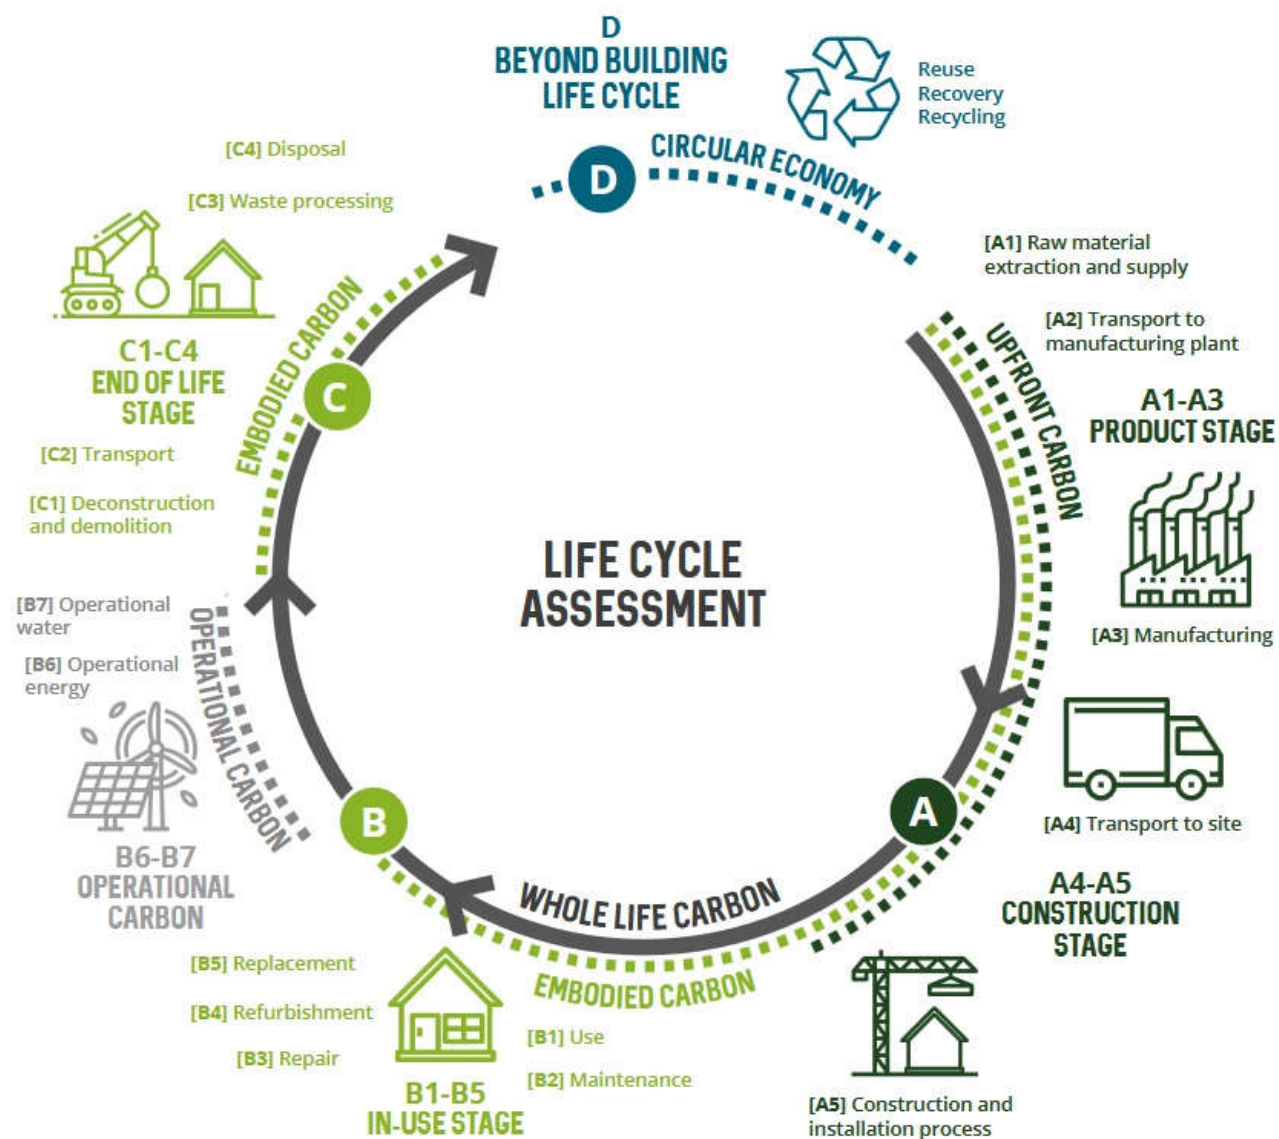 D
BEYOND BUILDING
LIFE CYCLE
Reuse
Recovery
Recycling
D
CIRCULAR ECONOMY
[A1] Raw material
extraction and supply
[A2] Transport to
manufacturing plant
UPFRONT CARBON
A1-A3
PRODUCT STAGE
[A3] Manufacturing
[A4] Transport to site
A
A4-A5
CONSTRUCTION
STAGE
[A5] Construction and
installation process
LIFE CYCLE
ASSESSMENT
WHOLE LIFE CARBON
EMBODIED CARBON
[B1] Use
[B2] Maintenance
B1-B5
IN-USE STAGE
[B3] Repair
[B4] Refurbishment
[B5] Replacement
B
OPERATIONAL CARBON
B6-B7
OPERATIONAL
CARBON
[B6] Operational
energy
[B7] Operational
water
[C1] Deconstruction
and demolition
[C2] Transport
C1-C4
END OF LIFE
STAGE
C
EMBODIED CARBON
[C3] Waste processing
[C4] Disposal